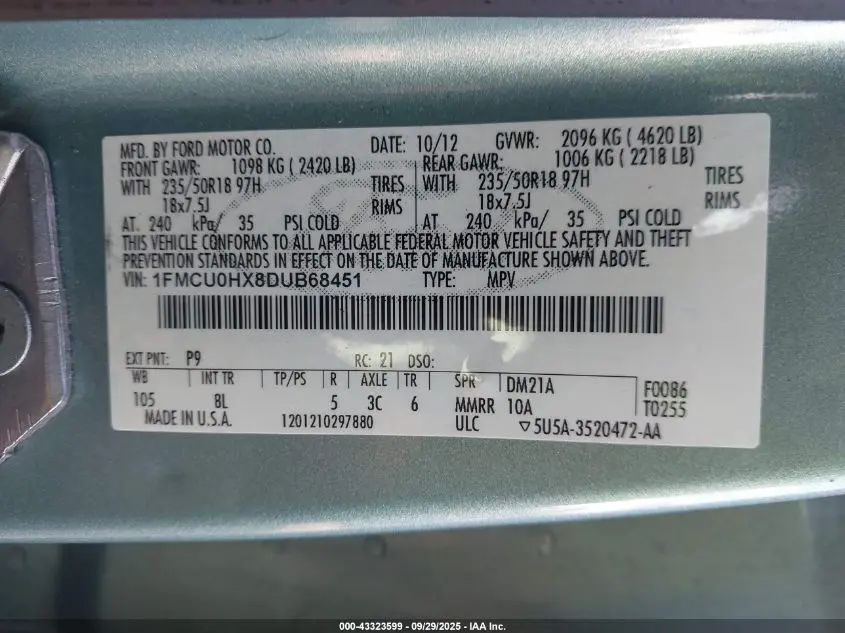 MFD. BY FORD MOTOR CO. DATE: 10/12 GVWR: 2096 KG ( 4620 LB)
FRONT GAWR: 1098 KG ( 2420 LB) REAR GAWR: 1006 KG ( 2218 LB)
WITH 235/50R18 97H TIRES WITH 235/50R18 97H TIRES
18x7.5J RIMS 18x7.5J RIMS
AT 240 kPa/ 35 PSI COLD AT 240 kPa/ 35 PSI COLD
THIS VEHICLE CONFORMS TO ALL APPLICABLE FEDERAL MOTOR VEHICLE SAFETY AND THEFT
PREVENTION STANDARDS IN EFFECT ON THE DATE OF MANUFACTURE SHOWN ABOVE.
VIN: 1FMCU0HX8DUB68451 TYPE: MPV
EXT PNT: P9 RC: 21 DSO:
WB INT TR TP/PS R AXLE TR SPR DM21A F0086
105 8L 5 3C 6 MMRR 10A T0255
MADE IN U.S.A. 1201210297880 ULC ▽5U5A-3520472-AA
000-43323599 - 09/29/2025 - IAA Inc.